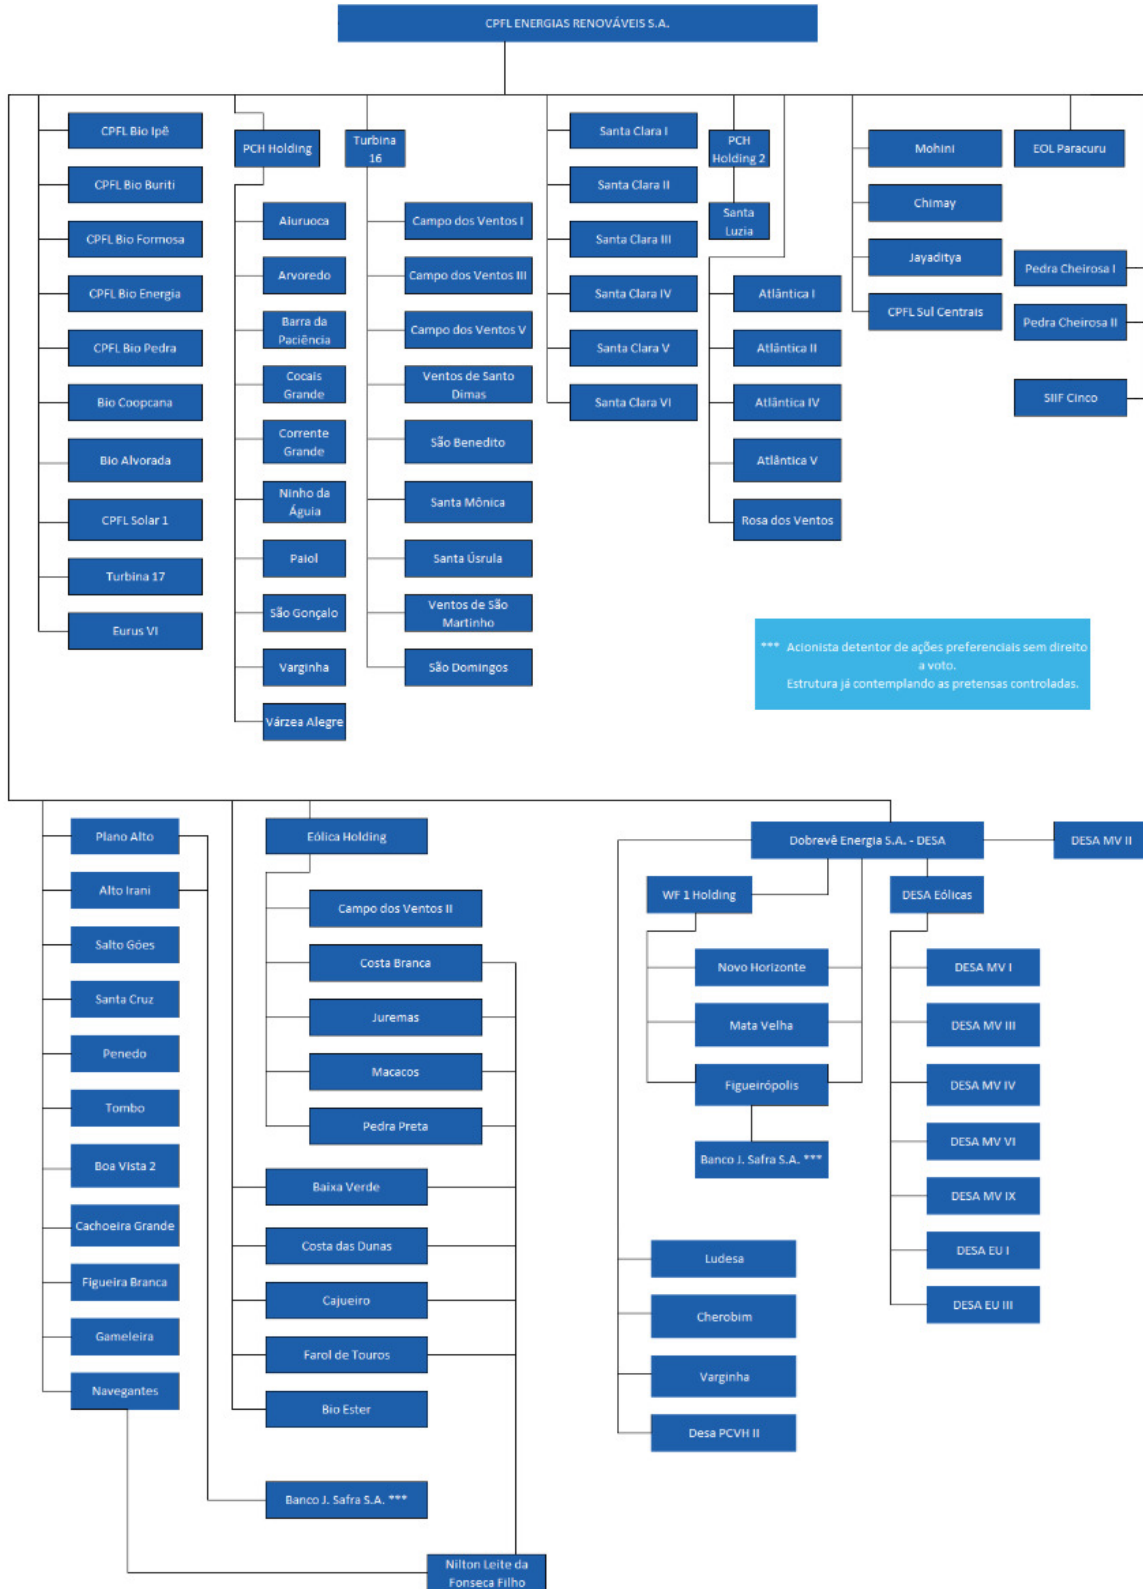 CPFL ENERGIAS RENOVÁVEIS S.A.
CPFL Bio Ipê
CPFL Bio Buriti
CPFL Bio Formosa
CPFL Bio Energia
CPFL Bio Pedra
Bio Coopcana
Bio Alvorada
CPFL Solar 1
Turbina 17
Eurus VI
PCH Holding
Aiuruoca
Arvoredo
Barra da
Paciência
Cocais
Grande
Corrente
Grande
Ninho da
Águia
Paiol
São Gonçalo
Varginha
Várzea Alegre
Turbina
16
Campo dos Ventos I
Campo dos Ventos III
Campo dos Ventos V
Ventos de Santo
Dimas
São Benedito
Santa Mônica
Santa Úsrula
Ventos de São
Martinho
São Domingos
Santa Clara I
Santa Clara II
Santa Clara III
Santa Clara IV
Santa Clara V
Santa Clara VI
PCH
Holding 2
Santa
Luzia
Atlântica I
Atlântica II
Atlântica IV
Atlântica V
Rosa dos Ventos
Mohini
Chimay
Jayaditya
CPFL Sul Centrais
EOL Paracuru
Pedra Cheirosa I
Pedra Cheirosa II
SIIF Cinco
*** Acionista detentor de ações preferenciais sem direito
a voto.
Estrutura já contemplando as pretensas controladas.
Plano Alto
Alto Irani
Salto Góes
Santa Cruz
Penedo
Tombo
Boa Vista 2
Cachoeira Grande
Figueira Branca
Gameleira
Navegantes
Eólica Holding
Campo dos Ventos II
Costa Branca
Juremas
Macacos
Pedra Preta
Baixa Verde
Costa das Dunas
Cajueiro
Farol de Touros
Bio Ester
Banco J. Safra S.A. ***
Nilton Leite da
Fonseca Filho
Dobrevê Energia S.A. - DESA
DESA MV II
WF 1 Holding
Novo Horizonte
Mata Velha
Figueirópolis
Banco J. Safra S.A. ***
Ludesa
Cherobim
Varginha
Desa PCVH II
DESA Eólicas
DESA MV I
DESA MV III
DESA MV IV
DESA MV VI
DESA MV IX
DESA EU I
DESA EU III